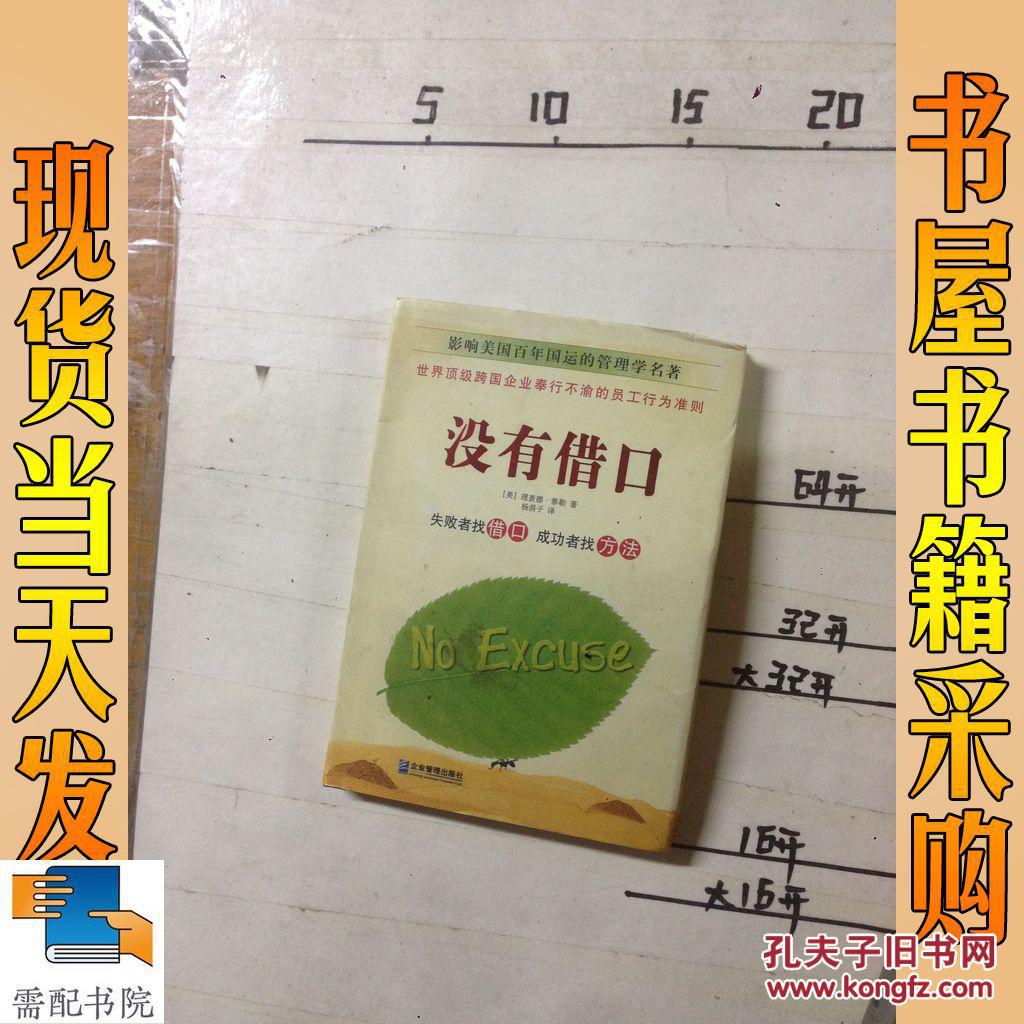 现货当天发
书屋书籍采购
5 10 15 20
影响美国百年国运的管理学名著
世界顶级跨国企业奉行不渝的员工行为准则
没有借口
[美] 理查德·泰勒 著
译
失败者找借口 成功者找方法
No Excuse
企业管理出版社
64开
32开
大32开
16开
大16开
需配书院
孔夫子旧书网
www.kongfz.com